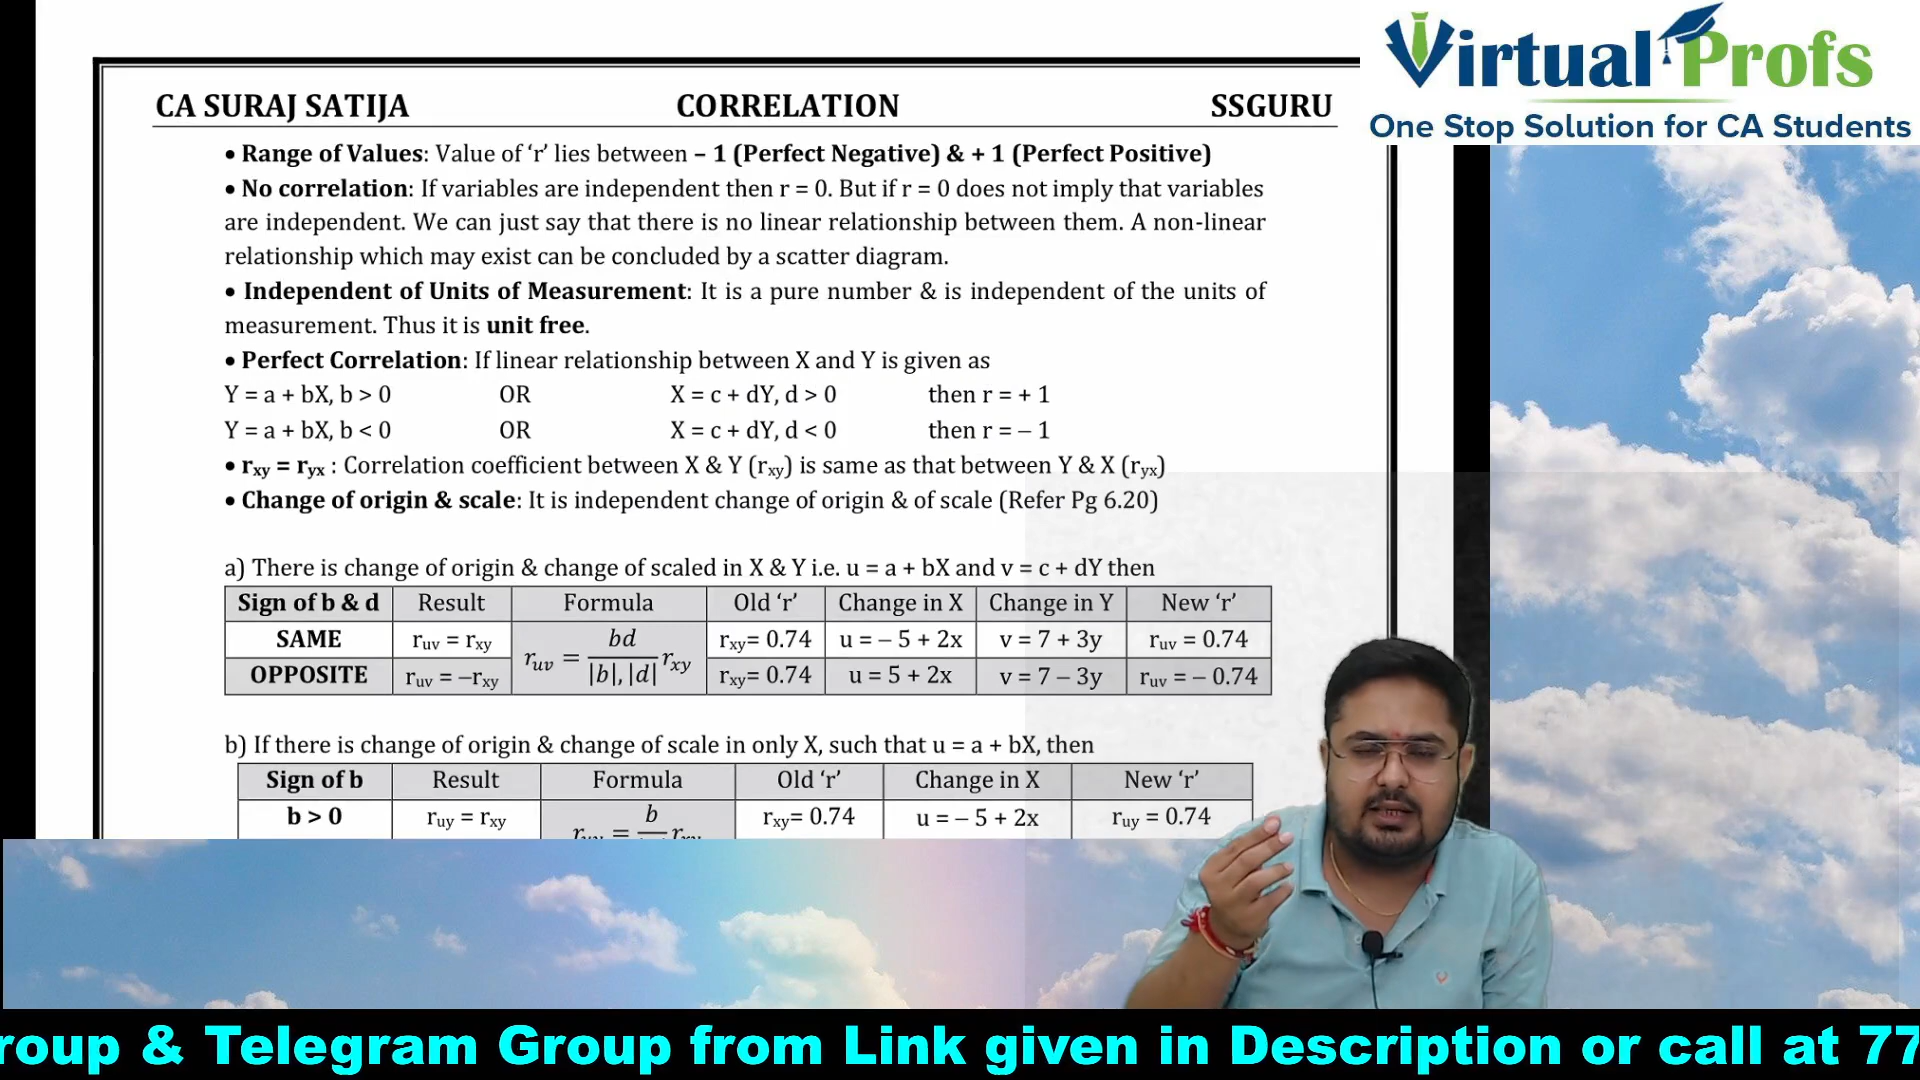 Virtual Profs
One Stop Solution for CA Students
CA SURAJ SATIJA CORRELATION SSGURU
• Range of Values: Value of ‘r’ lies between – 1 (Perfect Negative) & + 1 (Perfect Positive)
• No correlation: If variables are independent then r = 0. But if r = 0 does not imply that variables
are independent. We can just say that there is no linear relationship between them. A non-linear
relationship which may exist can be concluded by a scatter diagram.
• Independent of Units of Measurement: It is a pure number & is independent of the units of
measurement. Thus it is unit free.
• Perfect Correlation: If linear relationship between X and Y is given as
Y = a + bX, b > 0 OR X = c + dY, d > 0 then r = + 1
Y = a + bX, b < 0 OR X = c + dY, d < 0 then r = – 1
• rxy = ryx : Correlation coefficient between X & Y (rxy) is same as that between Y & X (ryx)
• Change of origin & scale: It is independent change of origin & of scale (Refer Pg 6.20)
a) There is change of origin & change of scaled in X & Y i.e. u = a + bX and v = c + dY then
Sign of b & d Result Formula Old ‘r’ Change in X Change in Y New ‘r’
SAME ruv = rxy ruv = bd / |b|, |d| rxy rxy= 0.74 u = – 5 + 2x v = 7 + 3y ruv = 0.74
OPPOSITE ruv = –rxy rxy= 0.74 u = 5 + 2x v = 7 – 3y ruv = – 0.74
b) If there is change of origin & change of scale in only X, such that u = a + bX, then
Sign of b Result Formula Old ‘r’ Change in X New ‘r’
b > 0 ruy = rxy b rxy= 0.74 u = – 5 + 2x ruy = 0.74
roup & Telegram Group from Link given in Description or call at 77